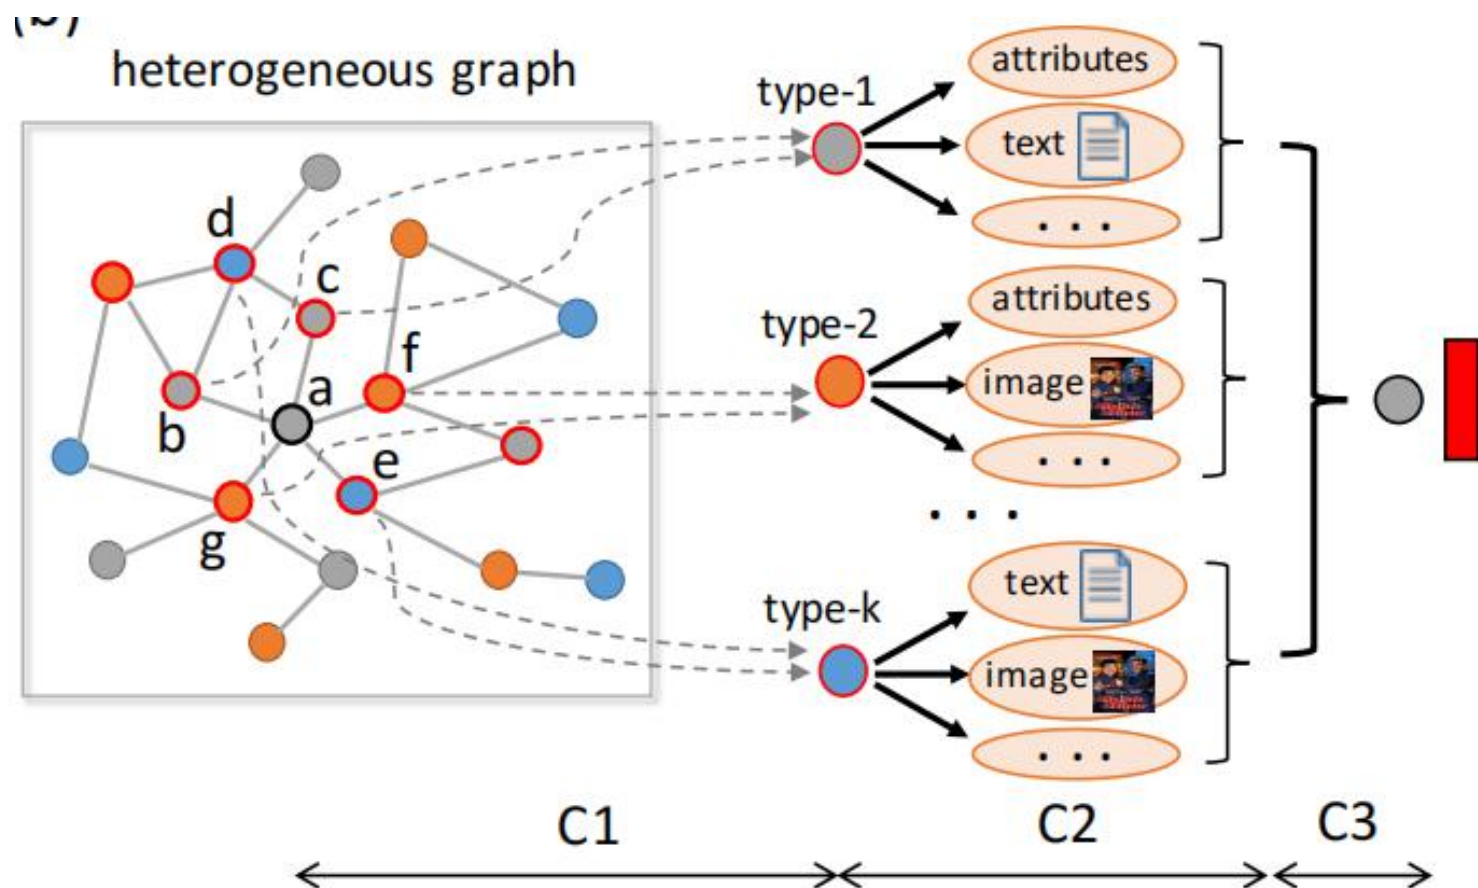 (b)
heterogeneous graph
d
c
f
a
b
e
g
type-1
attributes
text
. . .
type-2
attributes
image
. . .
. . .
type-k
text
image
. . .
C1
C2
C3